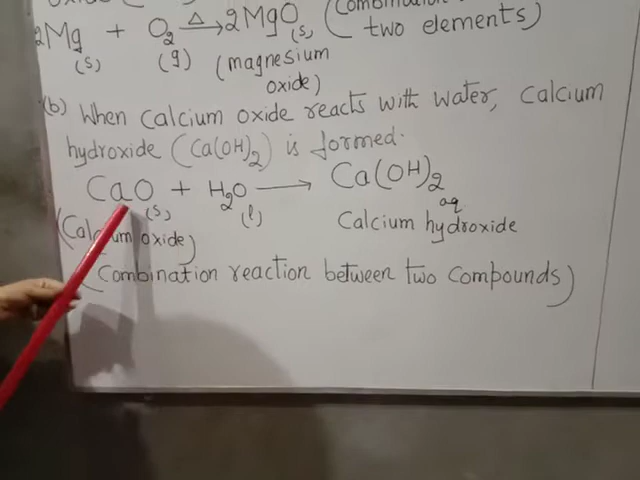 2Mg + O2 Δ→ 2MgO (s) (Combination
two elements)
(s) (g) (magnesium
oxide)
(b) When calcium oxide reacts with water, calcium
hydroxide (Ca(OH)2) is formed.
CaO + H2O → Ca(OH)2
(s) (l) aq
(Calcium oxide) Calcium hydroxide
(Combination reaction between two compounds)